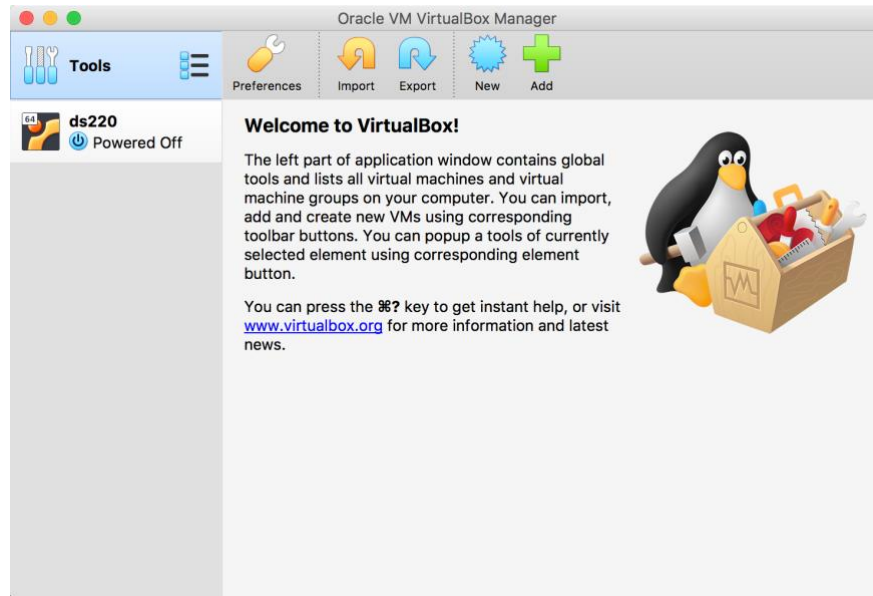 Oracle VM VirtualBox Manager
Tools
Preferences Import Export New Add
64
ds220
Powered Off
Welcome to VirtualBox!
The left part of application window contains global
tools and lists all virtual machines and virtual
machine groups on your computer. You can import,
add and create new VMs using corresponding
toolbar buttons. You can popup a tools of currently
selected element using corresponding element
button.
You can press the ⌘? key to get instant help, or visit
www.virtualbox.org for more information and latest
news.